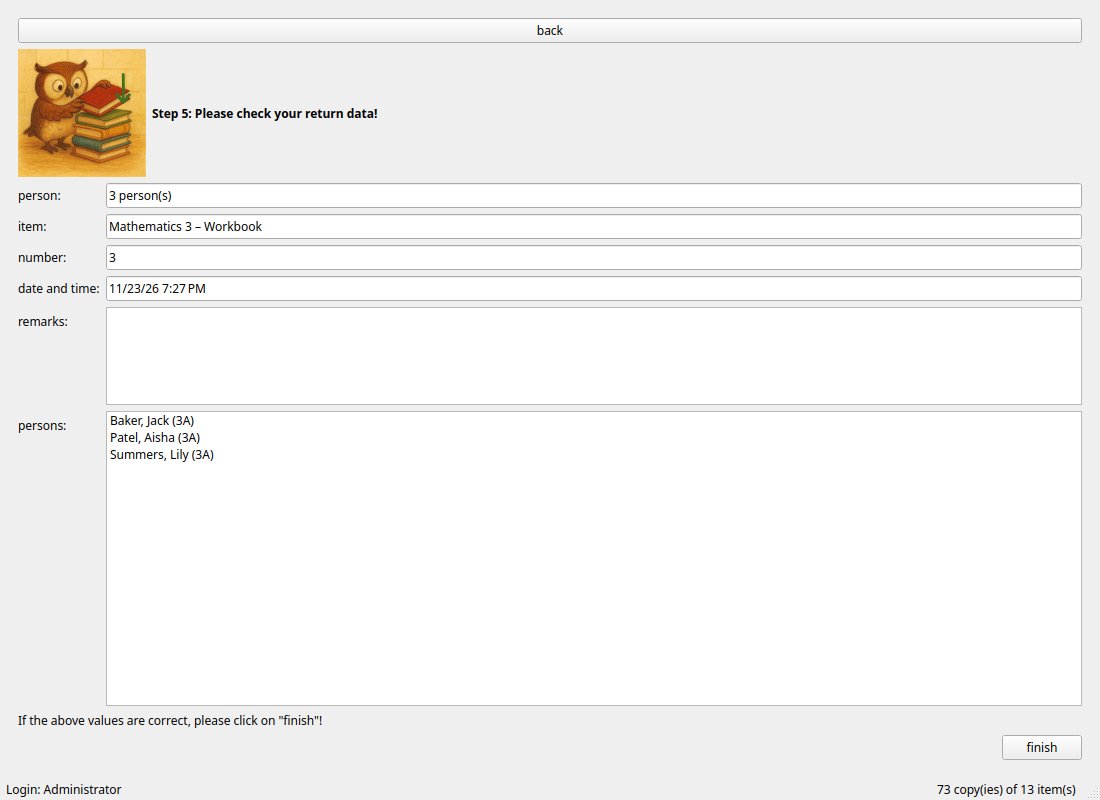 back
Step 5: Please check your return data!
person: 3 person(s)
item: Mathematics 3 – Workbook
number: 3
date and time: 11/23/26 7:27 PM
remarks:
persons: Baker, Jack (3A)
Patel, Aisha (3A)
Summers, Lily (3A)
If the above values are correct, please click on "finish"!
finish
Login: Administrator 73 copy(ies) of 13 item(s)